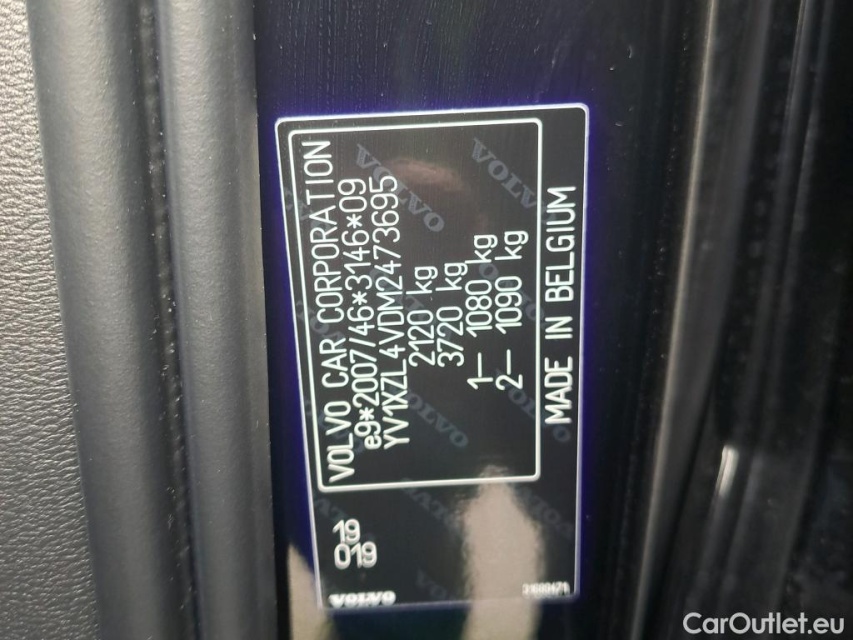 VOLVO CAR CORPORATION
e9*2007/46*3146*09
YV1XZL4VDM2473695
2120 kg
3720 kg
1– 1080 kg
2– 1090 kg
MADE IN BELGIUM
19
019
VOLVO
CarOutlet.eu